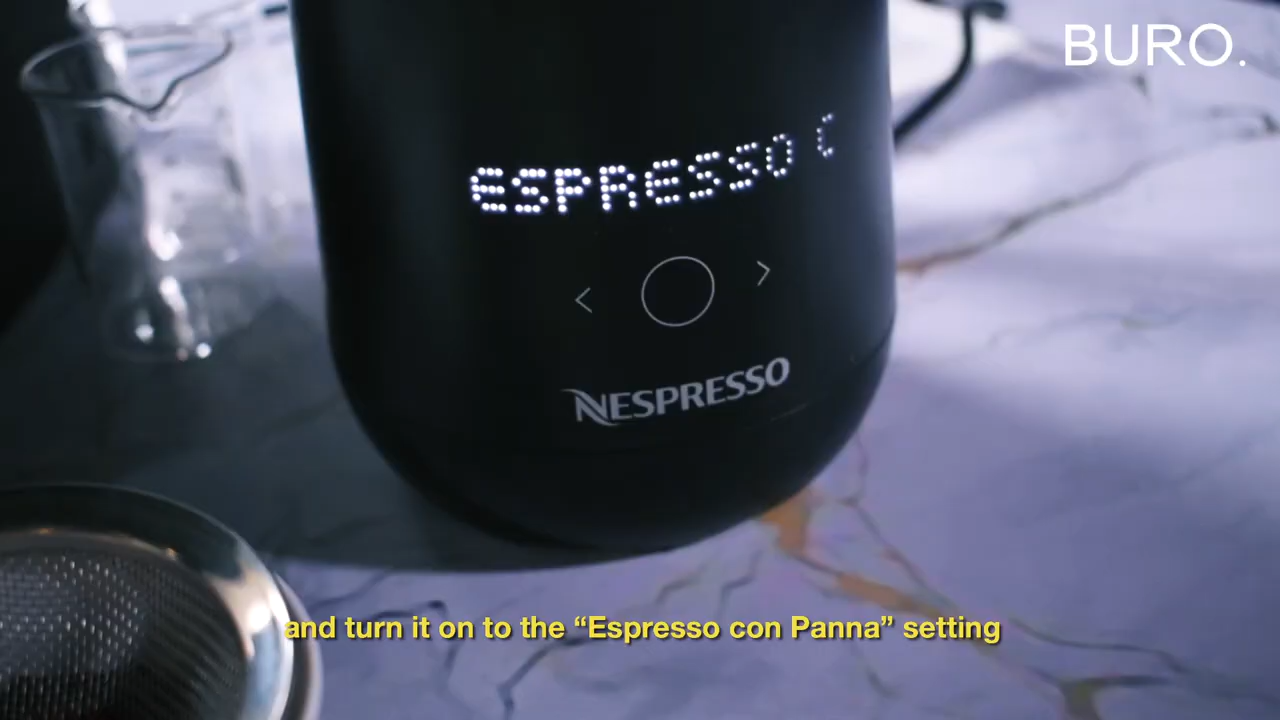 BURO.
ESPRESSO C
NESPRESSO
and turn it on to the “Espresso con Panna” setting